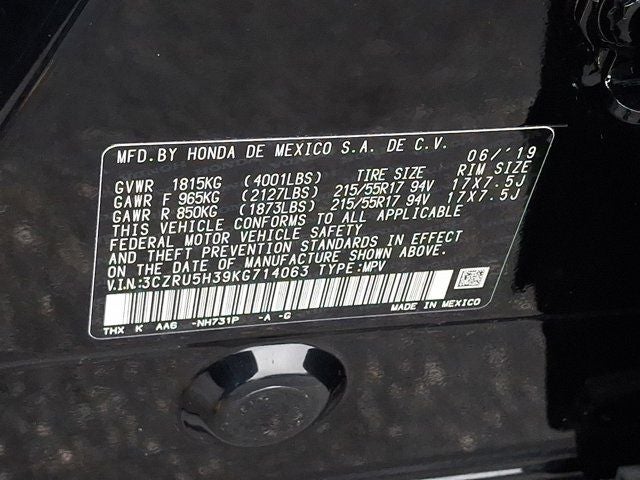 MFD.BY HONDA DE MEXICO S.A. DE C.V. 06/'19
GVWR 1815KG (4001LBS) TIRE SIZE RIM SIZE
GAWR F 965KG (2127LBS) 215/55R17 94V 17X7.5J
GAWR R 850KG (1873LBS) 215/55R17 94V 17X7.5J
THIS VEHICLE CONFORMS TO ALL APPLICABLE
FEDERAL MOTOR VEHICLE SAFETY
AND THEFT PREVENTION STANDARDS IN EFFECT
ON THE DATE OF MANUFACTURE SHOWN ABOVE.
V.I.N.:3CZRU5H39KG714063 TYPE:MPV
MADE IN MEXICO
THX K AA6 -NH731P -A -G